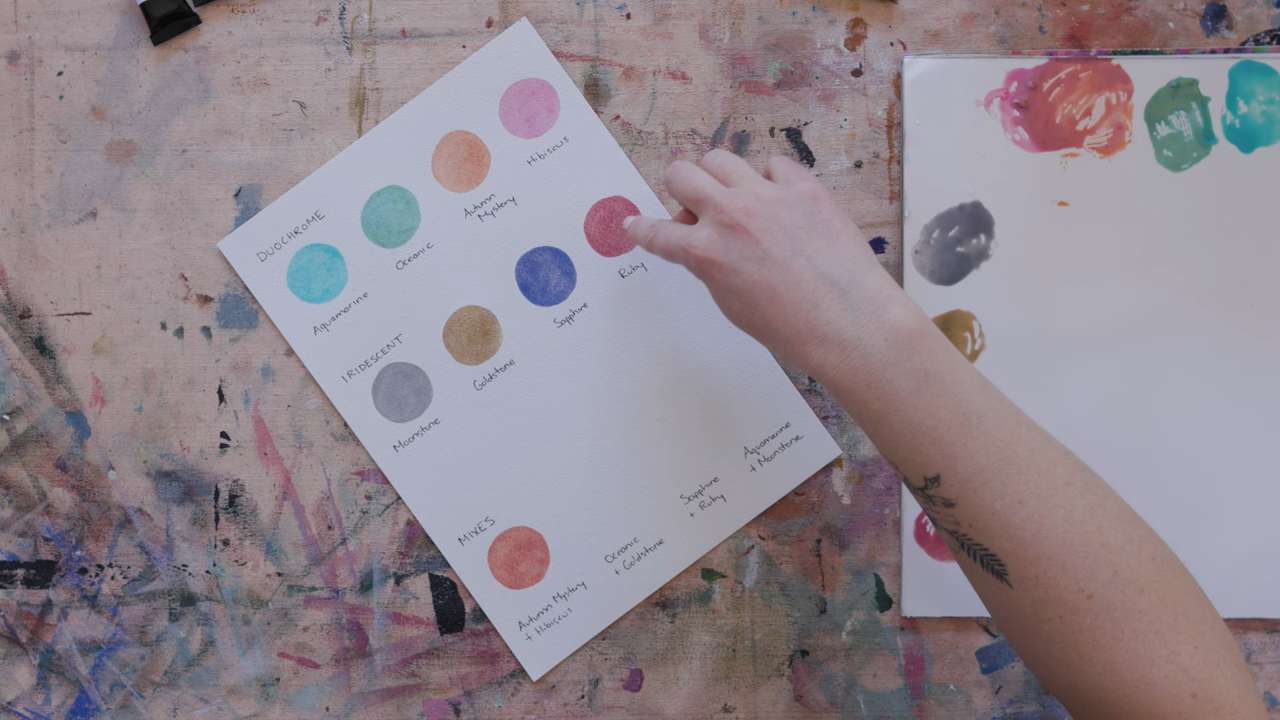 DUOCHROME
Aquamarine
Oceanic
Autumn
Mystery
Hibiscus
IRIDESCENT
Moonstone
Goldstone
Sapphire
Ruby
MIXES
Autumn Mystery
+ Hibiscus
Oceanic
+ Goldstone
Sapphire
+ Ruby
Aquamarine
+ Moonstone